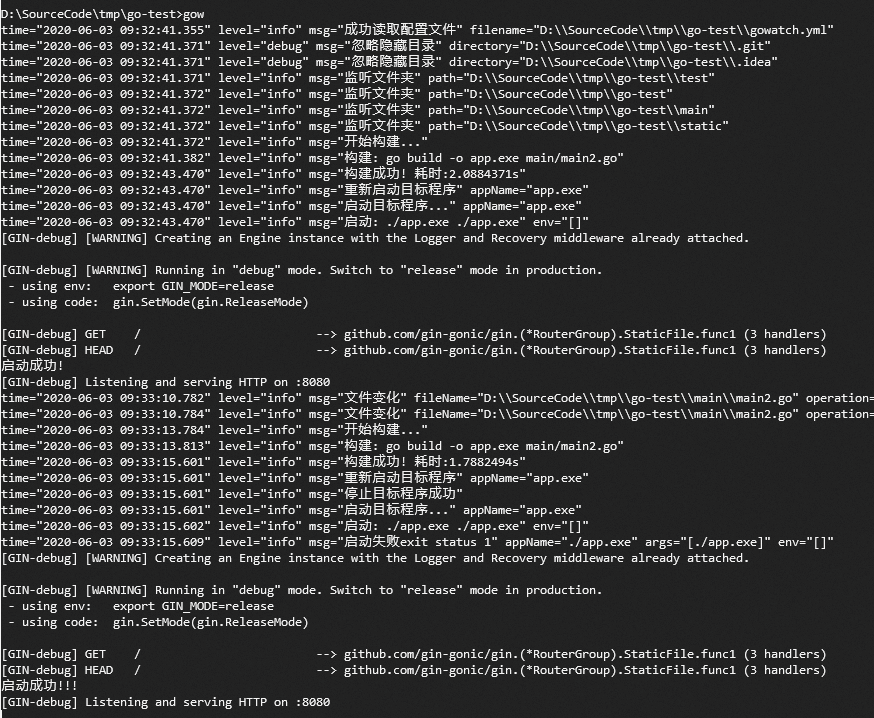 D:\SourceCode\tmp\go-test>gow
time="2020-06-03 09:32:41.355" level="info" msg="成功读取配置文件" filename="D:\\SourceCode\\tmp\\go-test\\gowatch.yml"
time="2020-06-03 09:32:41.371" level="debug" msg="忽略隐藏目录" directory="D:\\SourceCode\\tmp\\go-test\\.git"
time="2020-06-03 09:32:41.371" level="debug" msg="忽略隐藏目录" directory="D:\\SourceCode\\tmp\\go-test\\.idea"
time="2020-06-03 09:32:41.371" level="info" msg="监听文件夹" path="D:\\SourceCode\\tmp\\go-test\\test"
time="2020-06-03 09:32:41.372" level="info" msg="监听文件夹" path="D:\\SourceCode\\tmp\\go-test"
time="2020-06-03 09:32:41.372" level="info" msg="监听文件夹" path="D:\\SourceCode\\tmp\\go-test\\main"
time="2020-06-03 09:32:41.372" level="info" msg="监听文件夹" path="D:\\SourceCode\\tmp\\go-test\\static"
time="2020-06-03 09:32:41.372" level="info" msg="开始构建..."
time="2020-06-03 09:32:41.382" level="info" msg="构建: go build -o app.exe main/main2.go"
time="2020-06-03 09:32:43.470" level="info" msg="构建成功! 耗时:2.0884371s"
time="2020-06-03 09:32:43.470" level="info" msg="重新启动目标程序" appName="app.exe"
time="2020-06-03 09:32:43.470" level="info" msg="启动目标程序..." appName="app.exe"
time="2020-06-03 09:32:43.470" level="info" msg="启动: ./app.exe ./app.exe" env="[]"
[GIN-debug] [WARNING] Creating an Engine instance with the Logger and Recovery middleware already attached.
[GIN-debug] [WARNING] Running in "debug" mode. Switch to "release" mode in production.
- using env: export GIN_MODE=release
- using code: gin.SetMode(gin.ReleaseMode)
[GIN-debug] GET / --> github.com/gin-gonic/gin.(*RouterGroup).StaticFile.func1 (3 handlers)
[GIN-debug] HEAD / --> github.com/gin-gonic/gin.(*RouterGroup).StaticFile.func1 (3 handlers)
启动成功!
[GIN-debug] Listening and serving HTTP on :8080
time="2020-06-03 09:33:10.782" level="info" msg="文件变化" fileName="D:\\SourceCode\\tmp\\go-test\\main\\main2.go" operation=
time="2020-06-03 09:33:10.784" level="info" msg="文件变化" fileName="D:\\SourceCode\\tmp\\go-test\\main\\main2.go" operation=
time="2020-06-03 09:33:13.784" level="info" msg="开始构建..."
time="2020-06-03 09:33:13.813" level="info" msg="构建: go build -o app.exe main/main2.go"
time="2020-06-03 09:33:15.601" level="info" msg="构建成功! 耗时:1.7882494s"
time="2020-06-03 09:33:15.601" level="info" msg="重新启动目标程序" appName="app.exe"
time="2020-06-03 09:33:15.601" level="info" msg="停止目标程序成功"
time="2020-06-03 09:33:15.601" level="info" msg="启动目标程序..." appName="app.exe"
time="2020-06-03 09:33:15.602" level="info" msg="启动: ./app.exe ./app.exe" env="[]"
time="2020-06-03 09:33:15.609" level="info" msg="启动失败exit status 1" appName="./app.exe" args="[./app.exe]" env="[]"
[GIN-debug] [WARNING] Creating an Engine instance with the Logger and Recovery middleware already attached.
[GIN-debug] [WARNING] Running in "debug" mode. Switch to "release" mode in production.
- using env: export GIN_MODE=release
- using code: gin.SetMode(gin.ReleaseMode)
[GIN-debug] GET / --> github.com/gin-gonic/gin.(*RouterGroup).StaticFile.func1 (3 handlers)
[GIN-debug] HEAD / --> github.com/gin-gonic/gin.(*RouterGroup).StaticFile.func1 (3 handlers)
启动成功!!!
[GIN-debug] Listening and serving HTTP on :8080